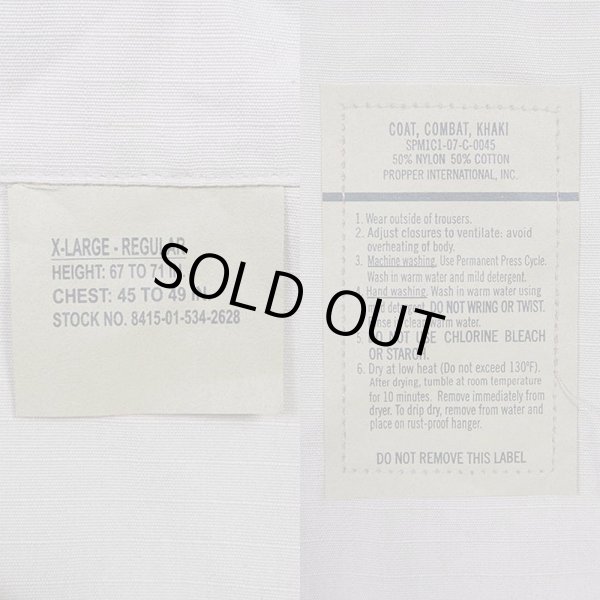 X-LARGE - REGULAR
HEIGHT: 67 TO 71
CHEST: 45 TO 49 IN
STOCK NO. 8415-01-534-2628
SOLD OUT
COAT, COMBAT, KHAKI
SPM1C1-07-C-0045
50% NYLON 50% COTTON
PROPPER INTERNATIONAL, INC.
1. Wear outside of trousers.
2. Adjust closures to ventilate: avoid
overheating of body.
3. Machine washing. Use Permanent Press Cycle.
Wash in warm water and mild detergent.
Hand washing. Wash in warm water using
detergent. DO NOT WRING OR TWIST.
in warm water.
5. DO NOT USE CHLORINE BLEACH
OR STARCH.
6. Dry at low heat (Do not exceed 130°F).
After drying, tumble at room temperature
for 10 minutes. Remove immediately from
dryer. To drip dry, remove from water and
place on rust-proof hanger.
DO NOT REMOVE THIS LABEL